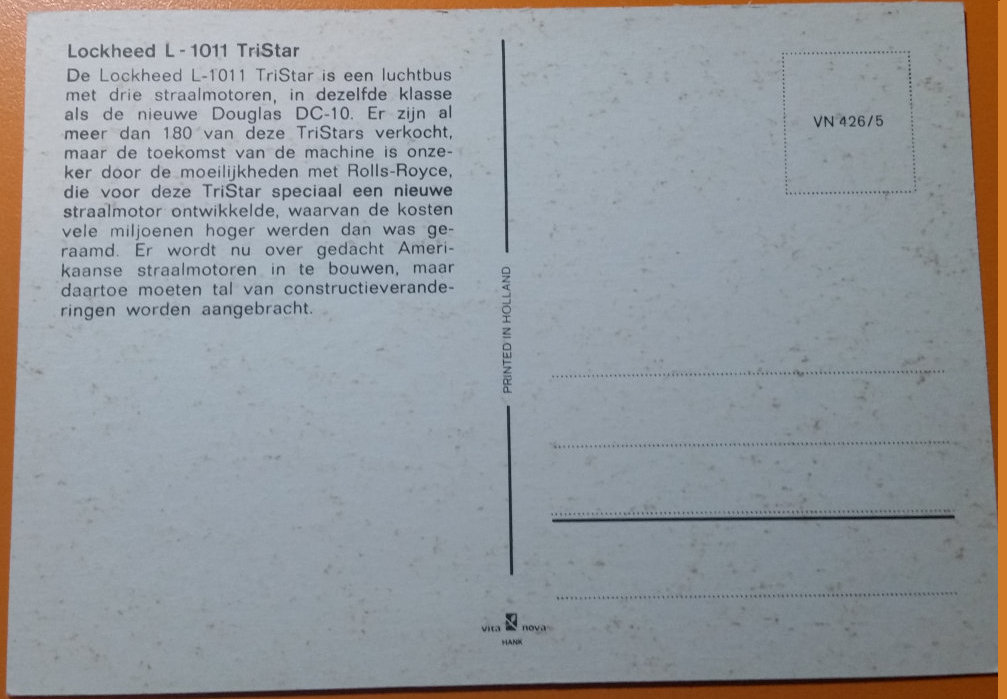 Lockheed L - 1011 TriStar
De Lockheed L-1011 TriStar is een luchtbus
met drie straalmotoren, in dezelfde klasse
als de nieuwe Douglas DC-10. Er zijn al
meer dan 180 van deze TriStars verkocht,
maar de toekomst van de machine is onze-
ker door de moeilijkheden met Rolls-Royce,
die voor deze TriStar speciaal een nieuwe
straalmotor ontwikkelde, waarvan de kosten
vele miljoenen hoger werden dan was ge-
raamd. Er wordt nu over gedacht Ameri-
kaanse straalmotoren in te bouwen, maar
daartoe moeten tal van constructieverande-
ringen worden aangebracht.
PRINTED IN HOLLAND
VN 426/5
vita nova
HANK